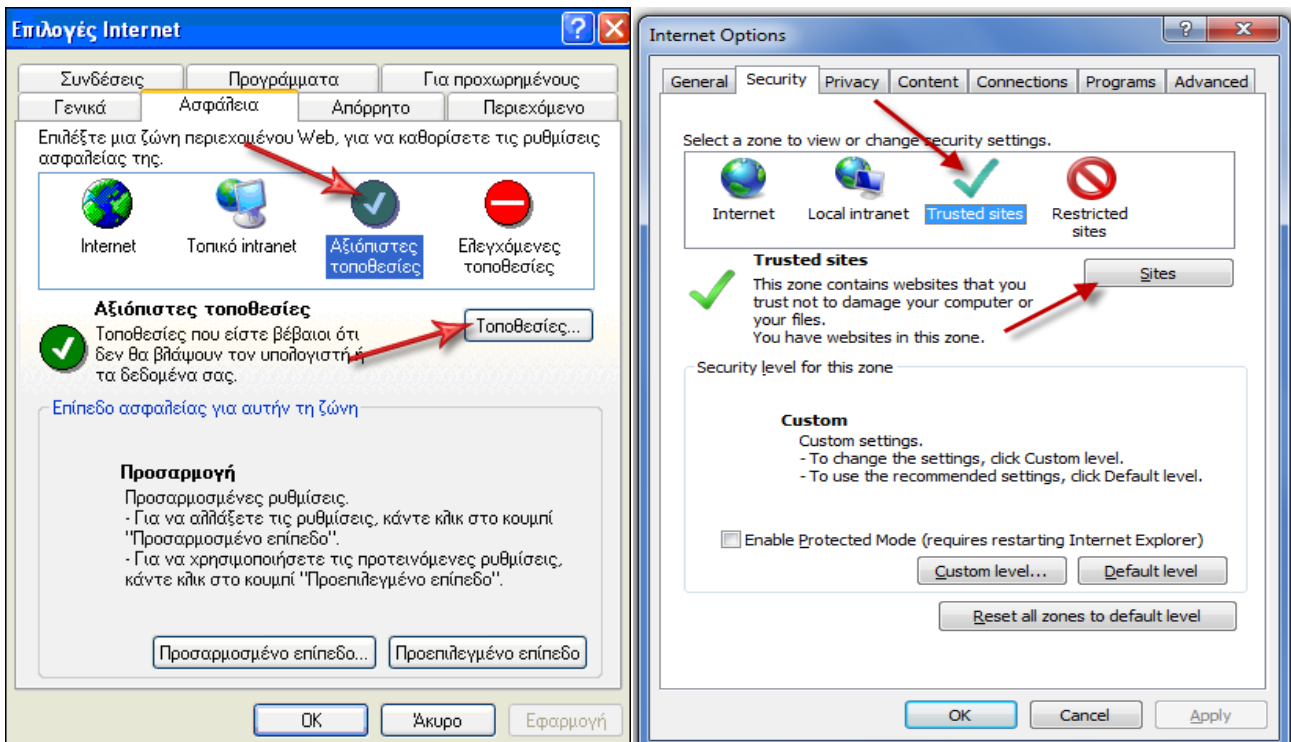 Επιλογές Internet
Συνδέσεις Προγράμματα Για προχωρημένους
Γενικά Ασφάλεια Απόρρητο Περιεχόμενο
Επιλέξτε μια ζώνη περιεχομένου Web, για να καθορίσετε τις ρυθμίσεις
ασφαλείας της.
Internet Τοπικό intranet Αξιόπιστες Ελεγχόμενες
τοποθεσίες τοποθεσίες
Αξιόπιστες τοποθεσίες
Τοποθεσίες...
Τοποθεσίες που είστε βέβαιοι ότι
δεν θα βλάψουν τον υπολογιστή ή
τα δεδομένα σας.
Επίπεδο ασφαλείας για αυτήν τη ζώνη
Προσαρμογή
Προσαρμοσμένες ρυθμίσεις.
- Για να αλλάξετε τις ρυθμίσεις, κάντε κλικ στο κουμπί
"Προσαρμοσμένο επίπεδο".
- Για να χρησιμοποιήσετε τις προτεινόμενες ρυθμίσεις,
κάντε κλικ στο κουμπί "Προεπιλεγμένο επίπεδο".
Προσαρμοσμένο επίπεδο... Προεπιλεγμένο επίπεδο
OK Άκυρο Εφαρμογή
Internet Options
General Security Privacy Content Connections Programs Advanced
Select a zone to view or change security settings.
Internet Local intranet Trusted sites Restricted
sites
Trusted sites
Sites
This zone contains websites that you
trust not to damage your computer or
your files.
You have websites in this zone.
Security level for this zone
Custom
Custom settings.
- To change the settings, click Custom level.
- To use the recommended settings, click Default level.
Enable Protected Mode (requires restarting Internet Explorer)
Custom level... Default level
Reset all zones to default level
OK Cancel Apply